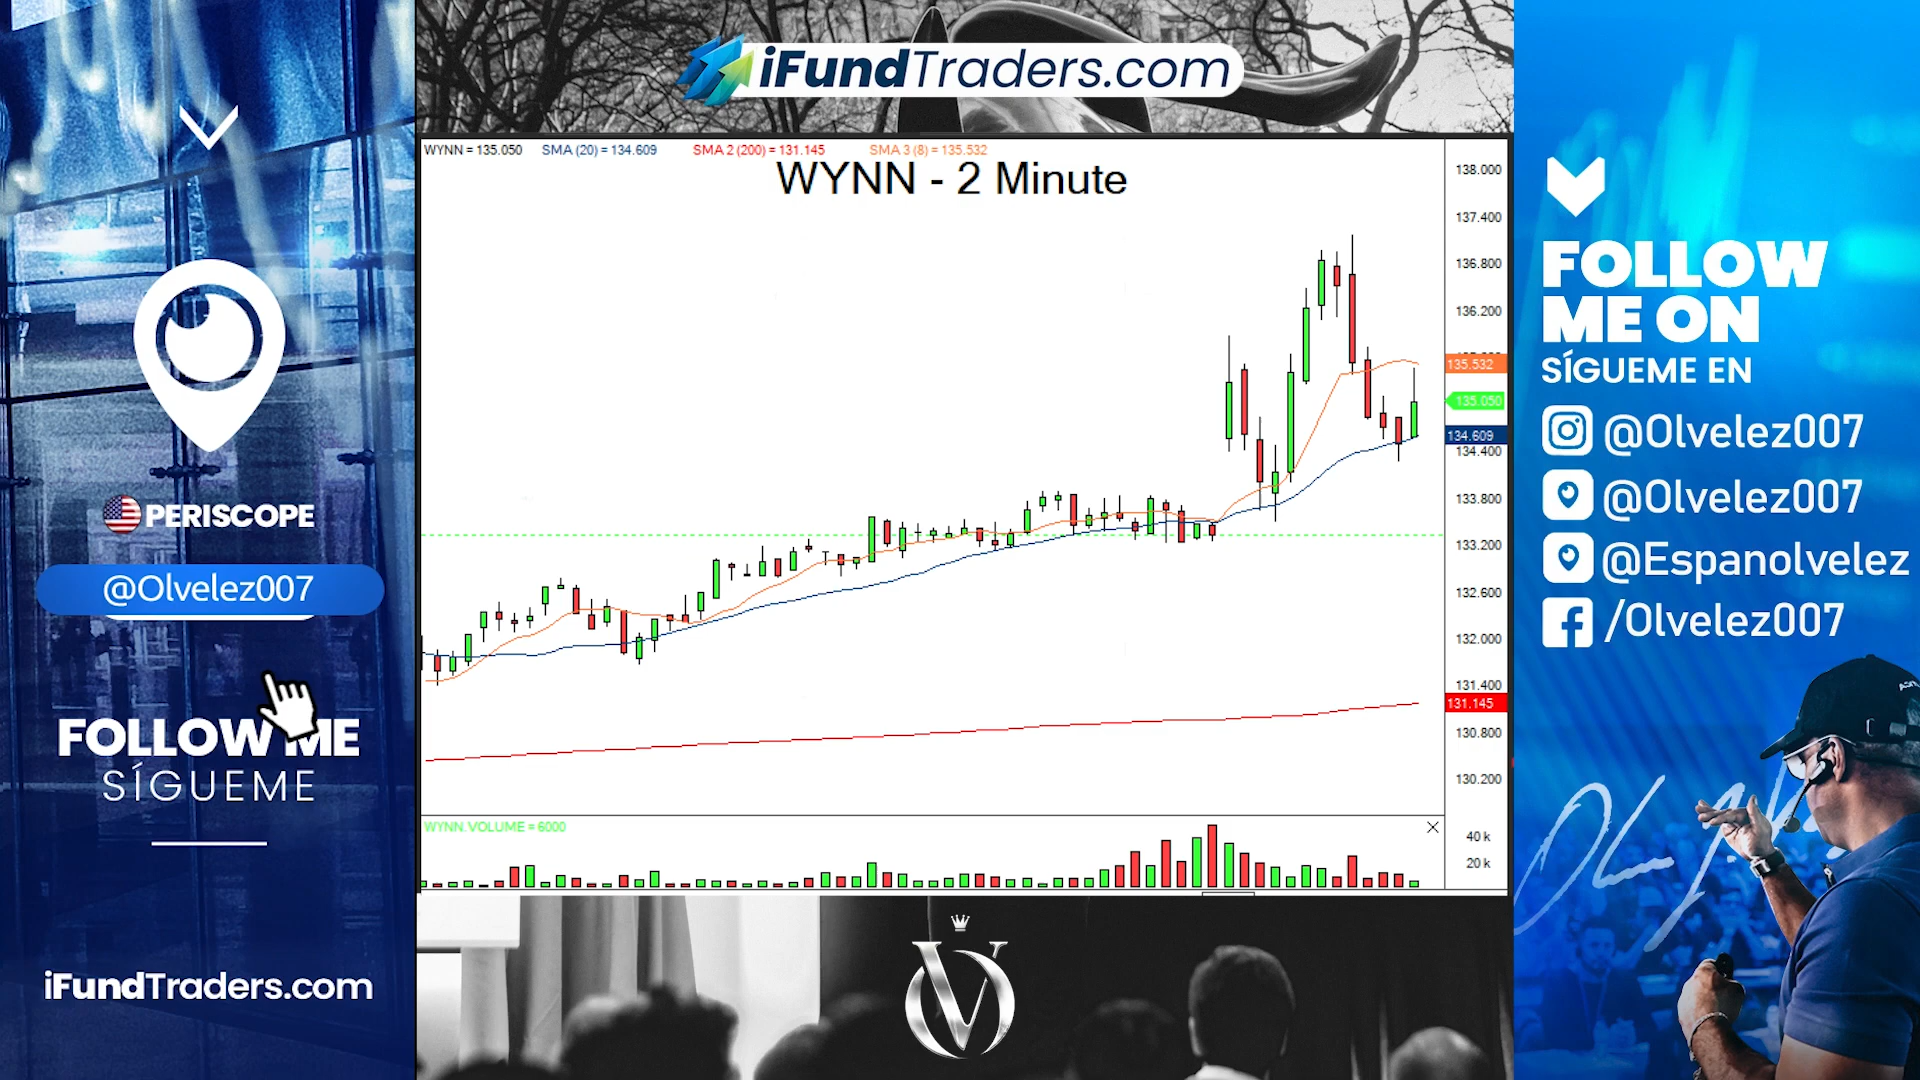 iFundTraders.com
PERISCOPE
@Olvelez007
FOLLOW ME
SÍGUEME
iFundTraders.com
WYNN = 135.050 SMA (20) = 134.609 SMA 2 (200) = 131.145 SMA 3 (8) = 135.532
WYNN - 2 Minute
138.000
137.400
136.800
136.200
135.532
135.050
134.609
134.400
133.800
133.200
132.600
132.000
131.400
131.145
130.800
130.200
WYNN.VOLUME = 6000
40 k
20 k
OV
FOLLOW
ME ON
SÍGUEME EN
@Olvelez007
@Olvelez007
@Espanolvelez
/Olvelez007